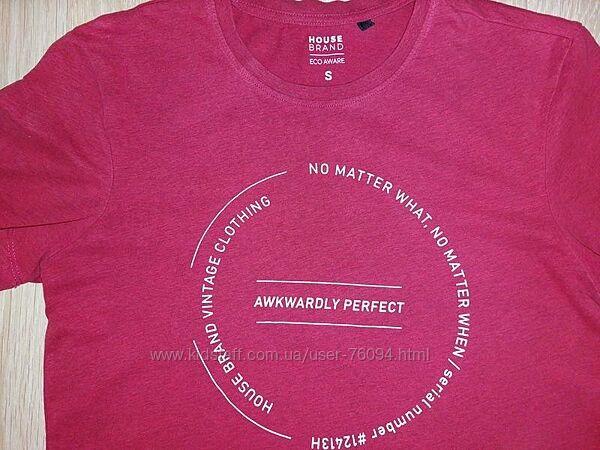 HOUSE
BRAND
ECO AWARE
S
NO MATTER WHAT, NO MATTER WHEN / serial number #12413H
HOUSE BRAND VINTAGE CLOTHING
AWKWARDLY PERFECT
www.kidstaff.com.ua/user-76094.html